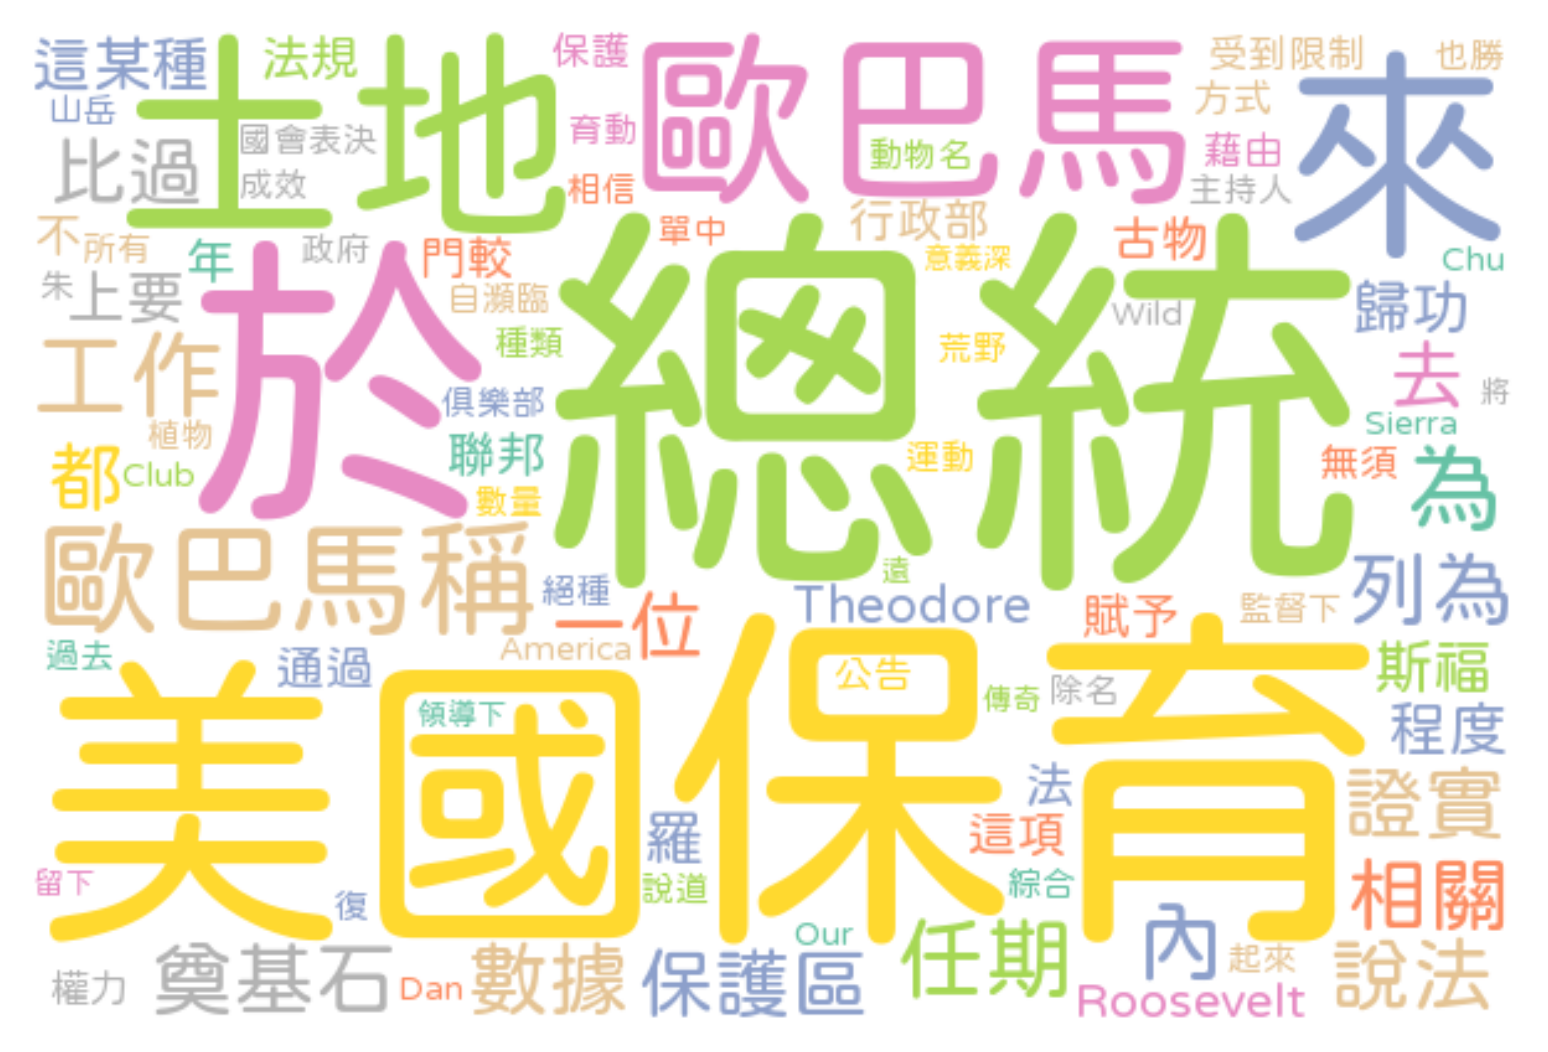 這某種
土地
法規
保護
歐巴馬
受到限制
也勝
來
山岳
方式
國會表決
育動
動物名
藉由
比過
成效
相信
主持人
不
所有
年
政府
門較
單中
行政部
意義深
古物
Chu
朱
上要
於
自瀕臨
總統
Wild
歸功
工作
種類
荒野
去
將
俱樂部
Sierra
植物
都
Club
聯邦
運動
無須
為
數量
歐巴馬稱
絕種
遠
列為
一位
Theodore
賦予
監督下
過去
通過
America
斯福
美國
保育
公告
傳奇
除名
領導下
程度
法
證實
羅
這項
留下
復
說道
綜合
相關
Our
任期
內
起來
說法
權力
奠基石
Dan
數據
保護區
Roosevelt